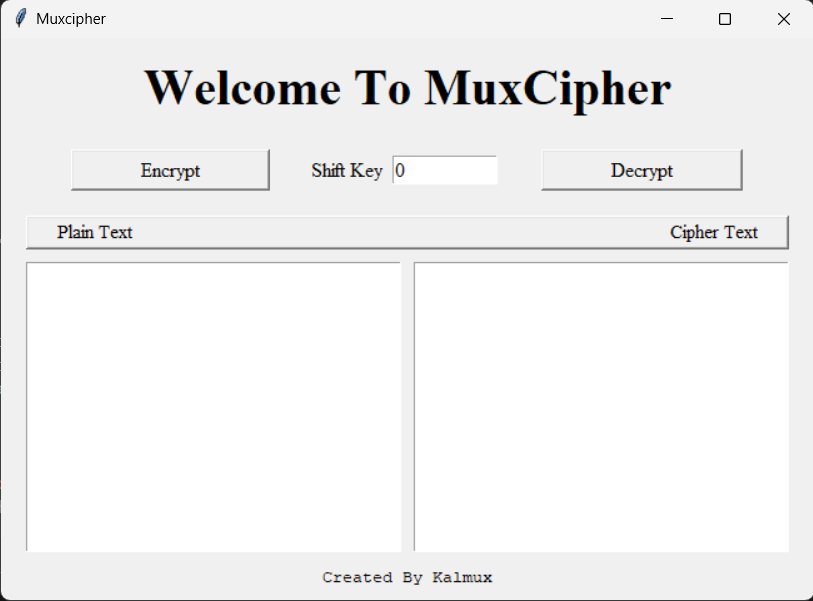 Muxcipher
Welcome To MuxCipher
Encrypt
Shift Key 0
Decrypt
Plain Text
Cipher Text
Created By Kalmux